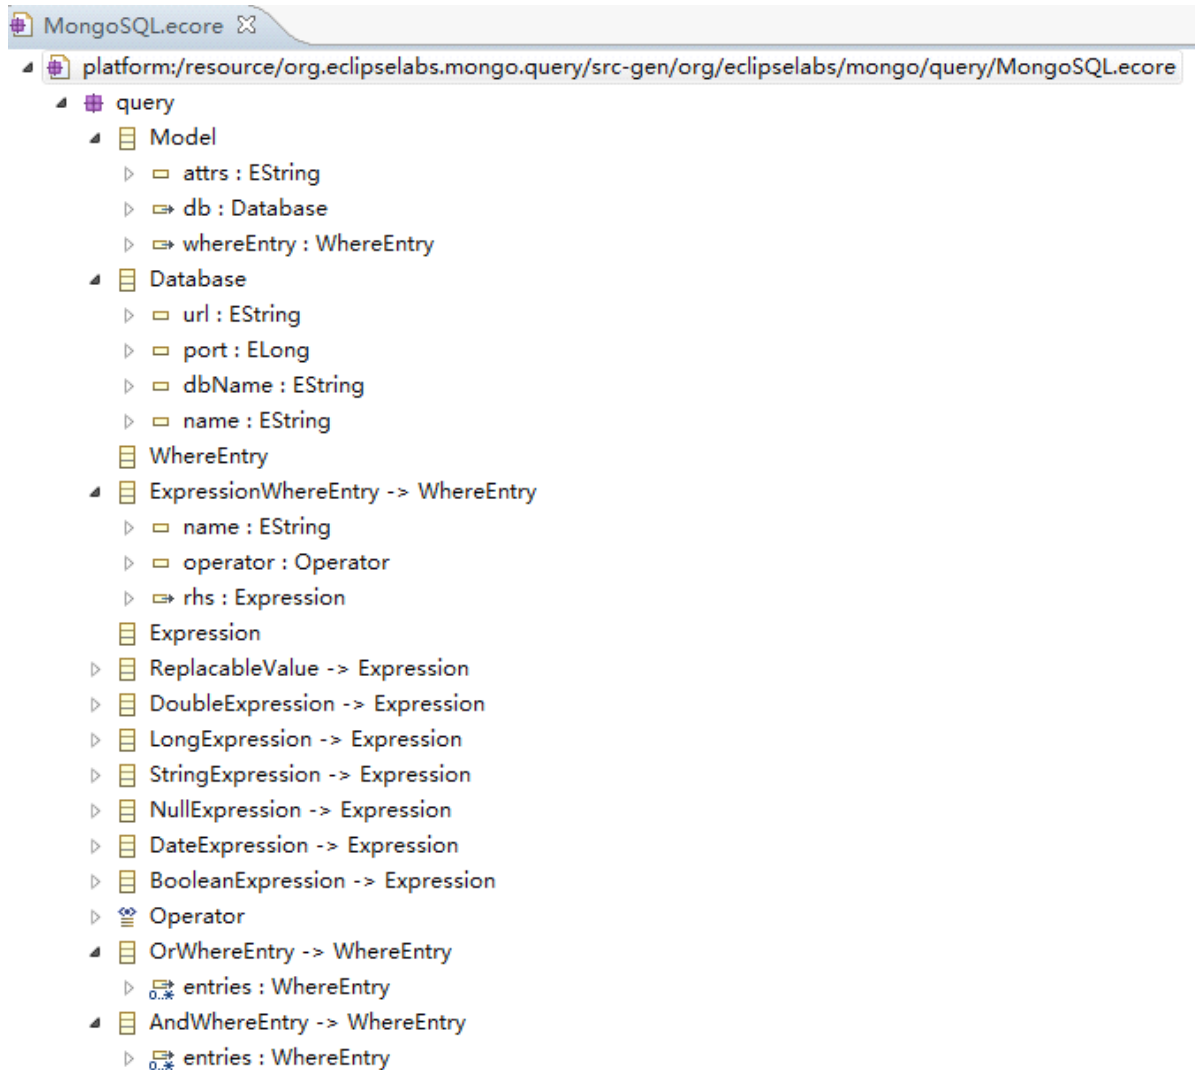 MongoSQL.ecore
platform:/resource/org.eclipselabs.mongo.query/src-gen/org/eclipselabs/mongo/query/MongoSQL.ecore
query
Model
attrs : EString
db : Database
whereEntry : WhereEntry
Database
url : EString
port : ELong
dbName : EString
name : EString
WhereEntry
ExpressionWhereEntry -> WhereEntry
name : EString
operator : Operator
rhs : Expression
Expression
ReplacableValue -> Expression
DoubleExpression -> Expression
LongExpression -> Expression
StringExpression -> Expression
NullExpression -> Expression
DateExpression -> Expression
BooleanExpression -> Expression
Operator
OrWhereEntry -> WhereEntry
0..* entries : WhereEntry
AndWhereEntry -> WhereEntry
0..* entries : WhereEntry